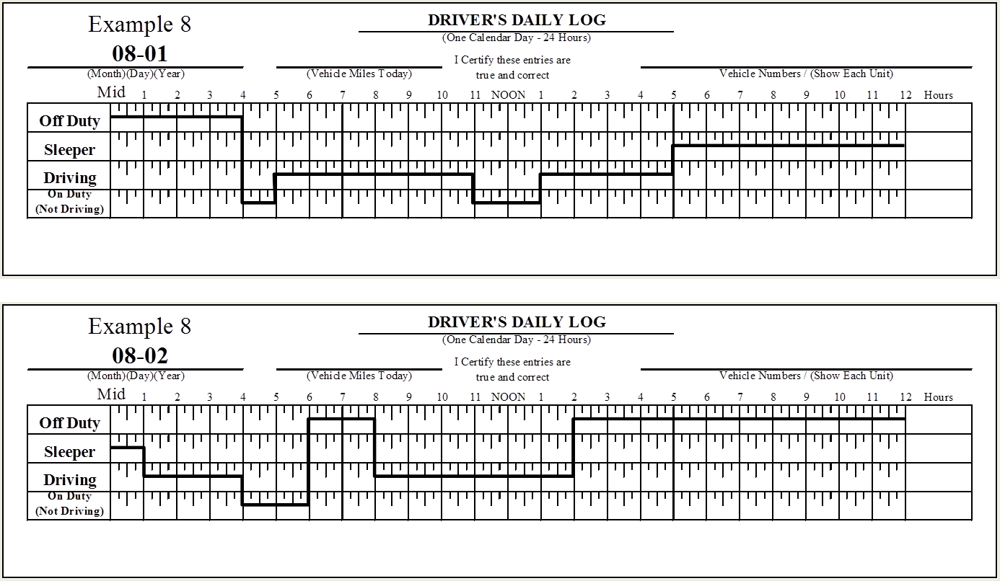 Example 8
DRIVER'S DAILY LOG
(One Calendar Day - 24 Hours)
08-01
I Certify these entries are
true and correct
(Month)(Day)(Year)
(Vehicle Miles Today)
Vehicle Numbers / (Show Each Unit)
Mid 1 2 3 4 5 6 7 8 9 10 11 NOON 1 2 3 4 5 6 7 8 9 10 11 12 Hours
Off Duty
Sleeper
Driving
On Duty
(Not Driving)
Example 8
DRIVER'S DAILY LOG
(One Calendar Day - 24 Hours)
08-02
I Certify these entries are
true and correct
(Month)(Day)(Year)
(Vehicle Miles Today)
Vehicle Numbers / (Show Each Unit)
Mid 1 2 3 4 5 6 7 8 9 10 11 NOON 1 2 3 4 5 6 7 8 9 10 11 12 Hours
Off Duty
Sleeper
Driving
On Duty
(Not Driving)